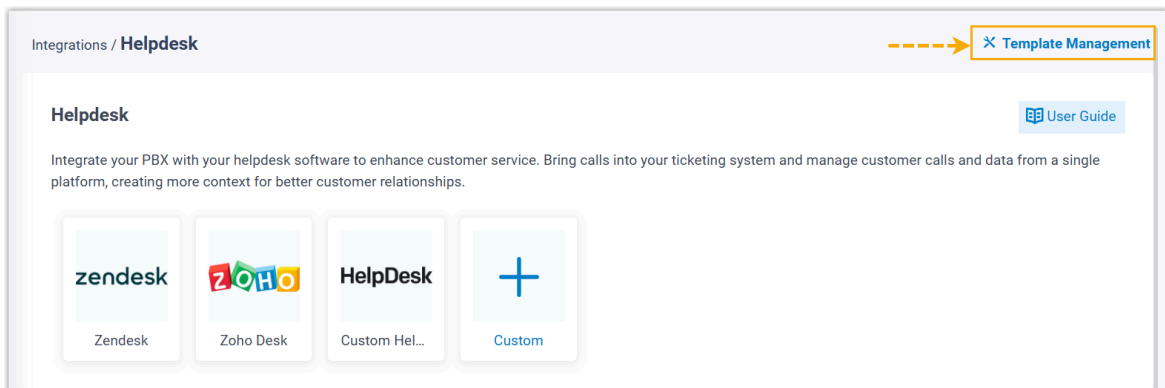 Integrations / Helpdesk
Template Management
Helpdesk
User Guide
Integrate your PBX with your helpdesk software to enhance customer service. Bring calls into your ticketing system and manage customer calls and data from a single
platform, creating more context for better customer relationships.
zendesk
ZOHO
HelpDesk
Zendesk
Zoho Desk
Custom Hel...
Custom